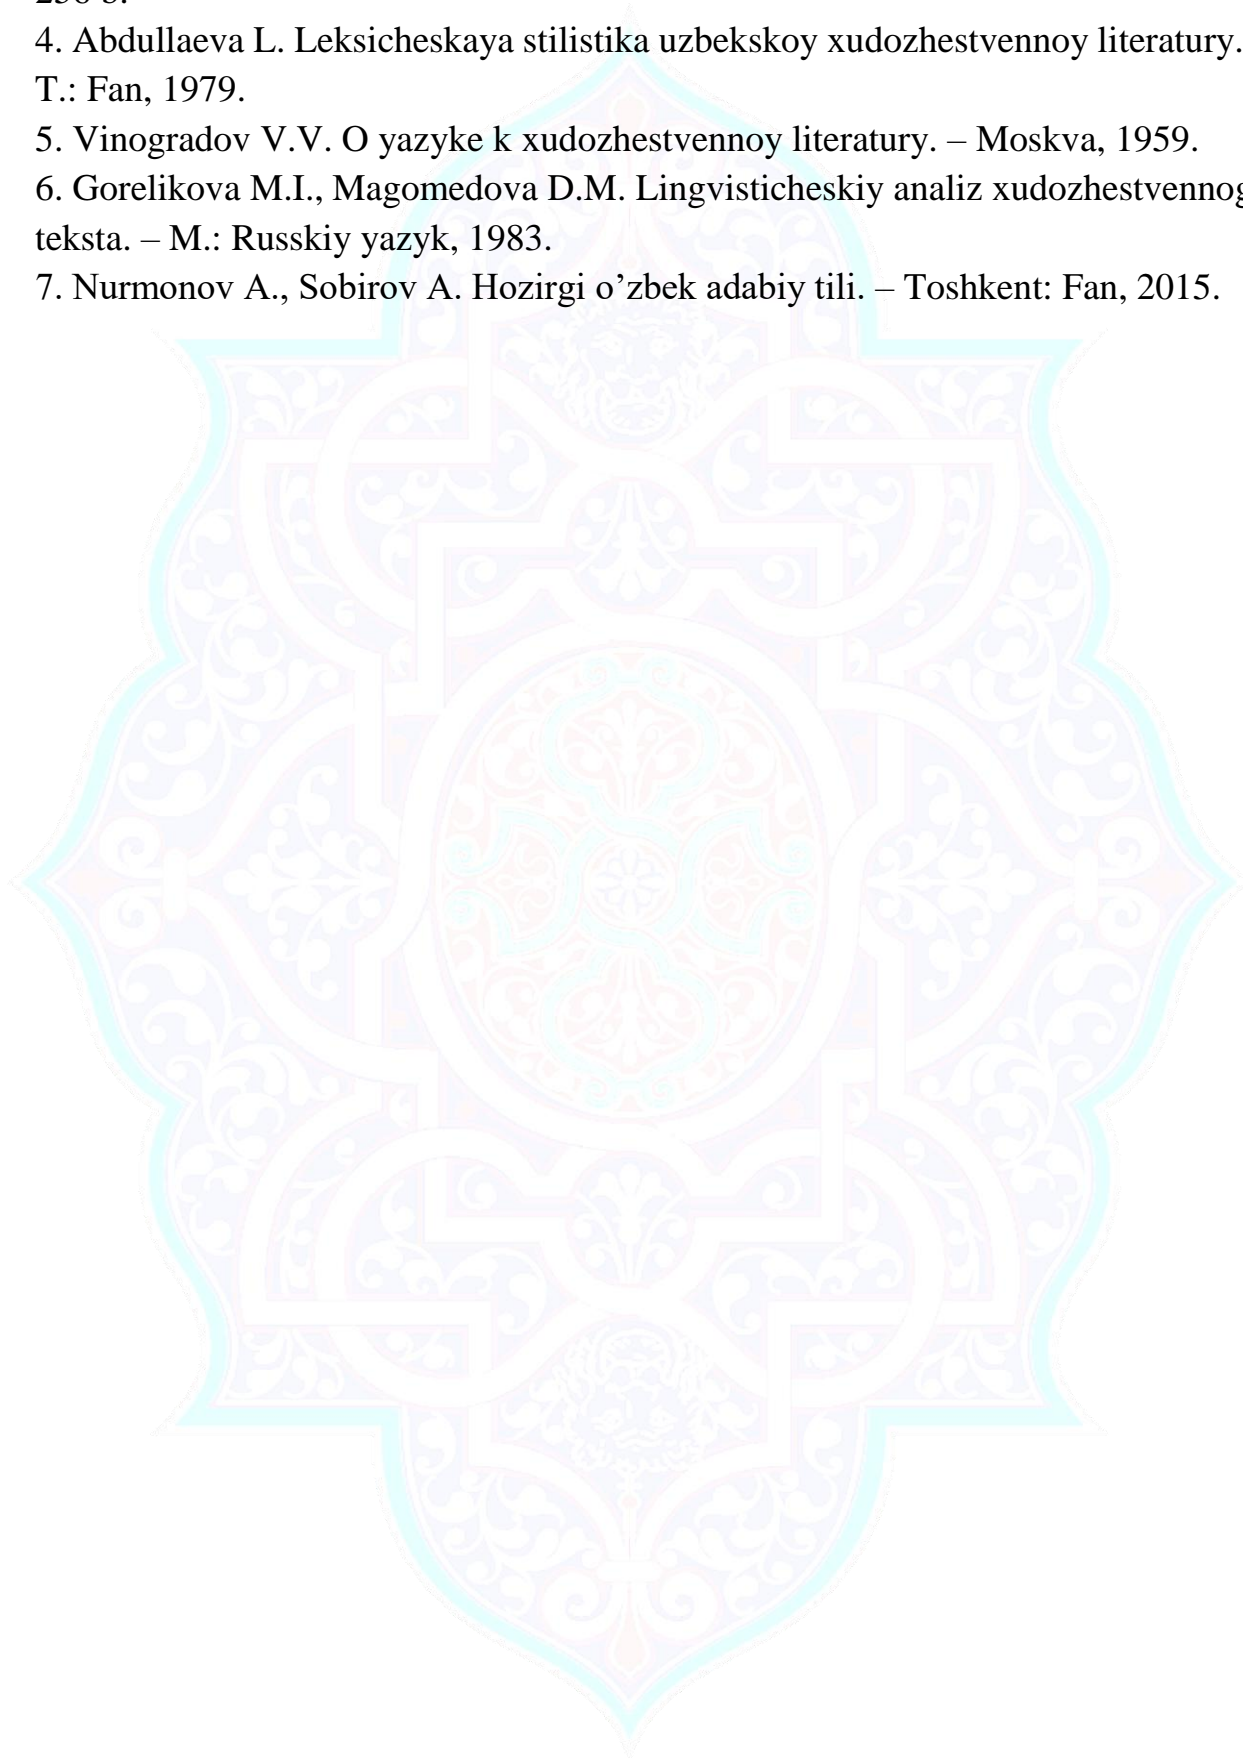 4. Abdullaeva L. Leksicheskaya stilistika uzbekskoy xudozhestvennoy literatury.
T.: Fan, 1979.
5. Vinogradov V.V. O yazyke k xudozhestvennoy literatury. – Moskva, 1959.
6. Gorelikova M.I., Magomedova D.M. Lingvisticheskiy analiz xudozhestvennog
teksta. – M.: Russkiy yazyk, 1983.
7. Nurmonov A., Sobirov A. Hozirgi o’zbek adabiy tili. – Toshkent: Fan, 2015.